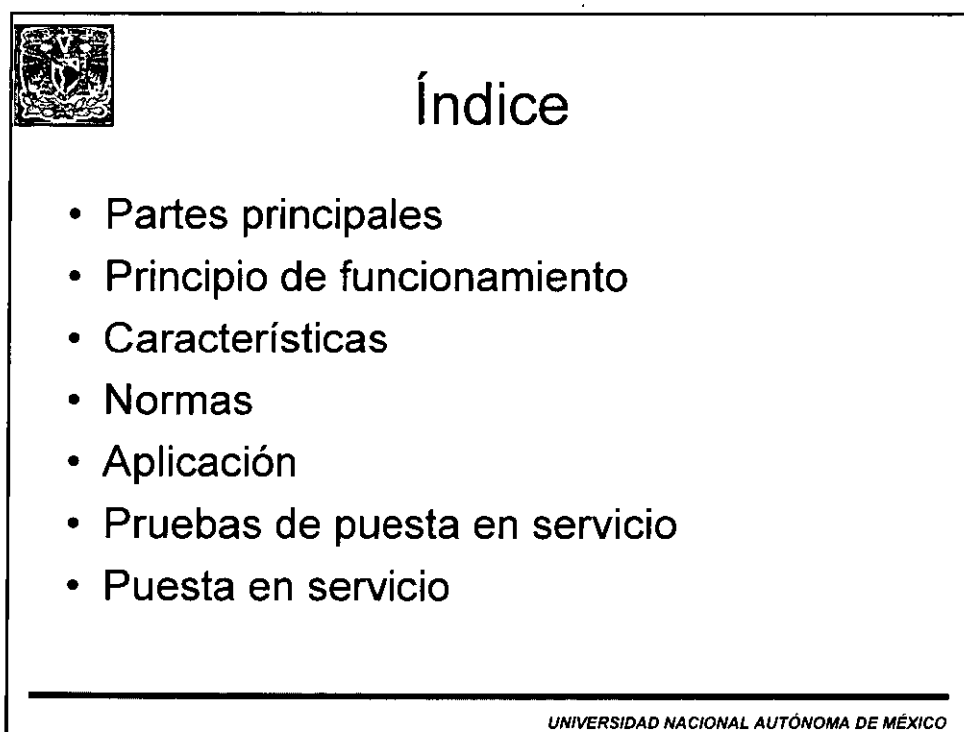 Índice
• Partes principales
• Principio de funcionamiento
• Características
• Normas
• Aplicación
• Pruebas de puesta en servicio
• Puesta en servicio
UNIVERSIDAD NACIONAL AUTÓNOMA DE MÉXICO